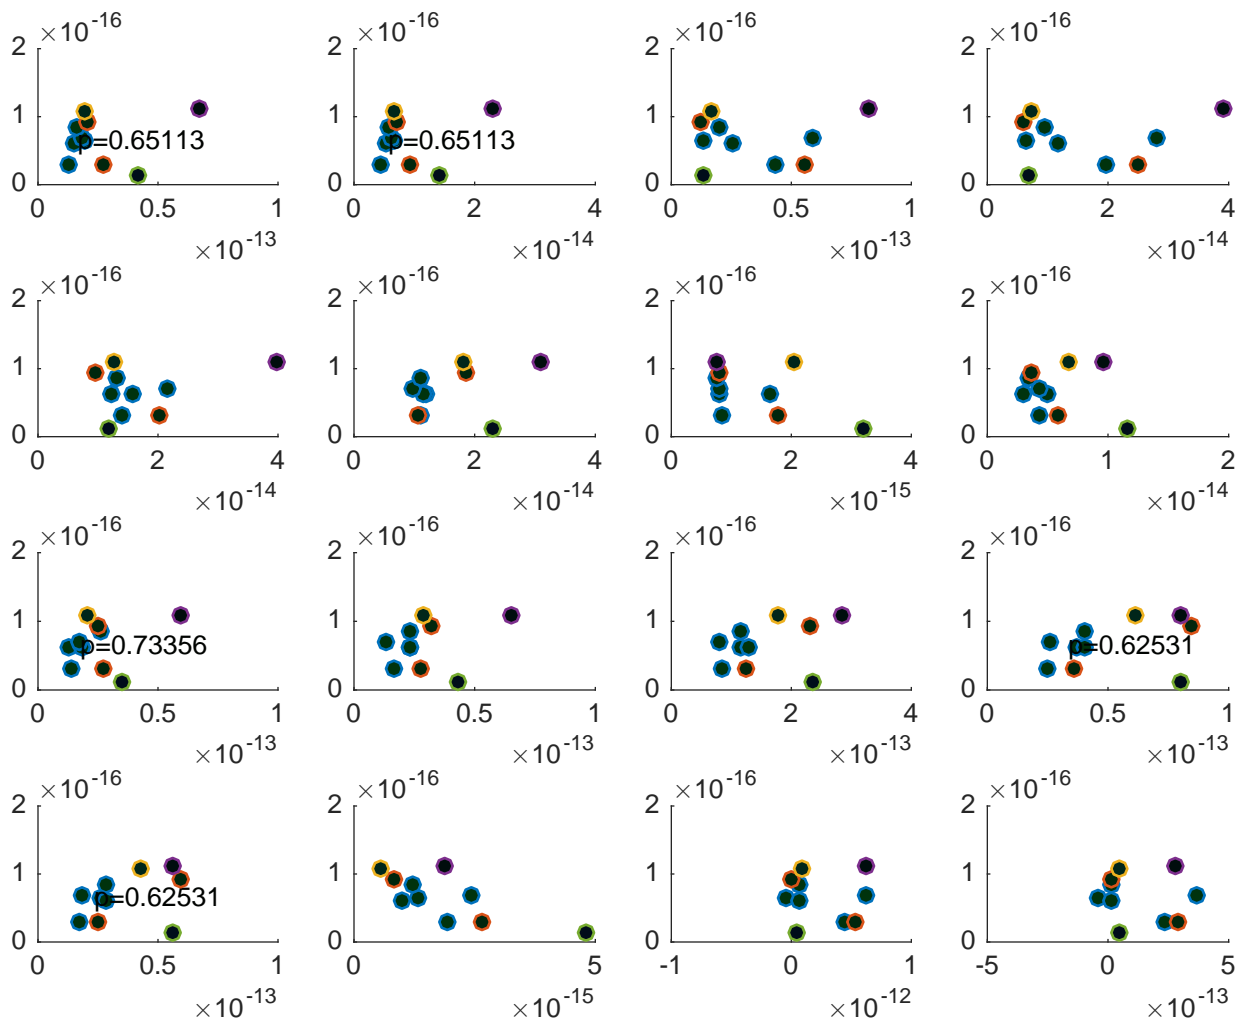 2 ×10-16 2 ×10-16 2 ×10-16 2 ×10-16
1 1 1 1
p=0.65113 p=0.65113
0 0 0 0
0 0.5 1 0 2 4 0 0.5 1 0 2 4
×10-13 ×10-14 ×10-13 ×10-14
2 ×10-16 2 ×10-16 2 ×10-16 2 ×10-16
1 1 1 1
0 0 0 0
0 2 4 0 2 4 0 2 4 0 1 2
×10-14 ×10-14 ×10-15 ×10-14
2 ×10-16 2 ×10-16 2 ×10-16 2 ×10-16
1 1 1 1
p=0.73356 p=0.62531
0 0 0 0
0 0.5 1 0 0.5 1 0 2 4 0 0.5 1
×10-13 ×10-13 ×10-13 ×10-13
2 ×10-16 2 ×10-16 2 ×10-16 2 ×10-16
1 1 1 1
p=0.62531
0 0 0 0
0 0.5 1 0 5 -1 0 1 -5 0 5
×10-13 ×10-15 ×10-12 ×10-13